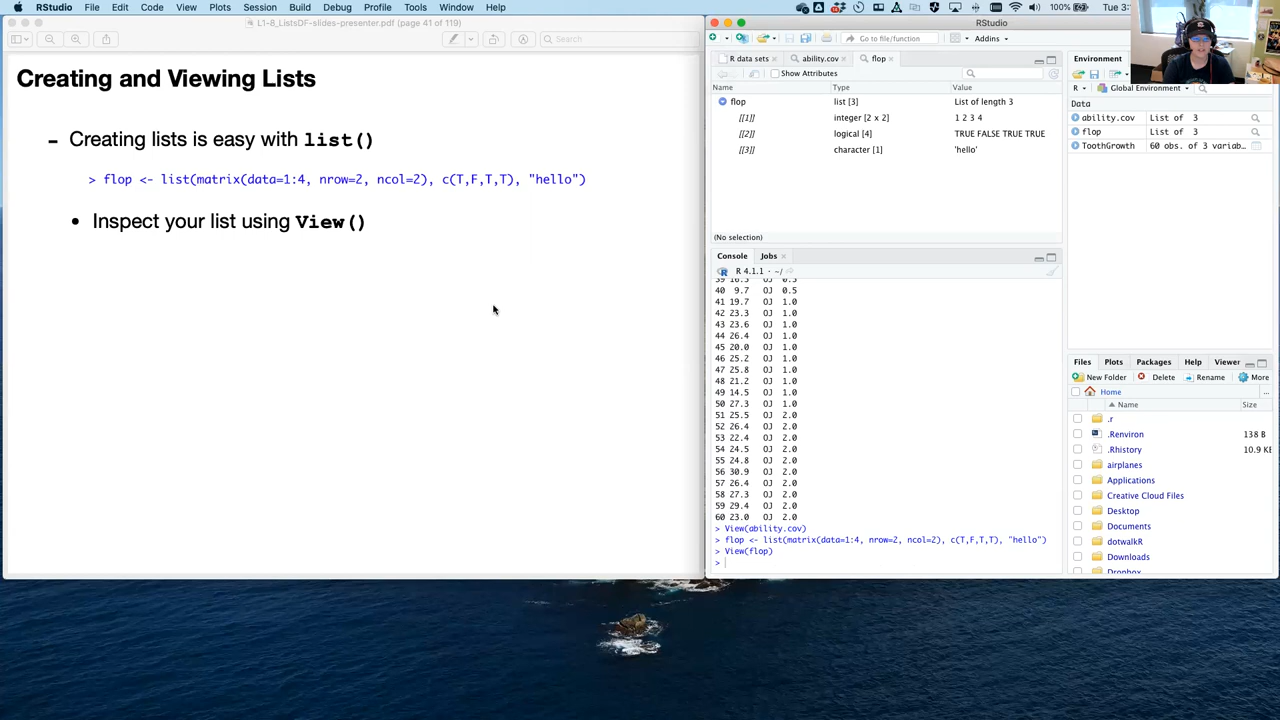 RStudio File Edit Code View Plots Session Build Debug Profile Tools Window Help
100%
L1-8_ListsDF-slides-presenter.pdf (page 41 of 119)
Search
Creating and Viewing Lists
- Creating lists is easy with list()
> flop <- list(matrix(data=1:4, nrow=2, ncol=2), c(T,F,T,T), "hello")
• Inspect your list using View()
RStudio
Go to file/function
Addins
R data sets
ability.cov
flop
Show Attributes
Name Type Value
flop list [3] List of length 3
[[1]] integer [2 x 2] 1 2 3 4
[[2]] logical [4] TRUE FALSE TRUE TRUE
[[3]] character [1] 'hello'
(No selection)
Console Jobs
R 4.1.1 · ~/
40 9.7 OJ 0.5
41 19.7 OJ 1.0
42 23.3 OJ 1.0
43 23.6 OJ 1.0
44 26.4 OJ 1.0
45 20.0 OJ 1.0
46 25.2 OJ 1.0
47 25.8 OJ 1.0
48 21.2 OJ 1.0
49 14.5 OJ 1.0
50 27.3 OJ 1.0
51 25.5 OJ 2.0
52 26.4 OJ 2.0
53 22.4 OJ 2.0
54 24.5 OJ 2.0
55 24.8 OJ 2.0
56 30.9 OJ 2.0
57 26.4 OJ 2.0
58 27.3 OJ 2.0
59 29.4 OJ 2.0
60 23.0 OJ 2.0
> View(ability.cov)
> flop <- list(matrix(data=1:4, nrow=2, ncol=2), c(T,F,T,T), "hello")
> View(flop)
>
Environment
R Global Environment
Data
ability.cov List of 3
flop List of 3
ToothGrowth 60 obs. of 3 variab...
Files Plots Packages Help Viewer
New Folder Delete Rename More
Home ...
Name Size
.r
.Renviron 138 B
.Rhistory 10.9 KB
airplanes
Applications
Creative Cloud Files
Desktop
Documents
dotwalkR
Downloads
Dropbox